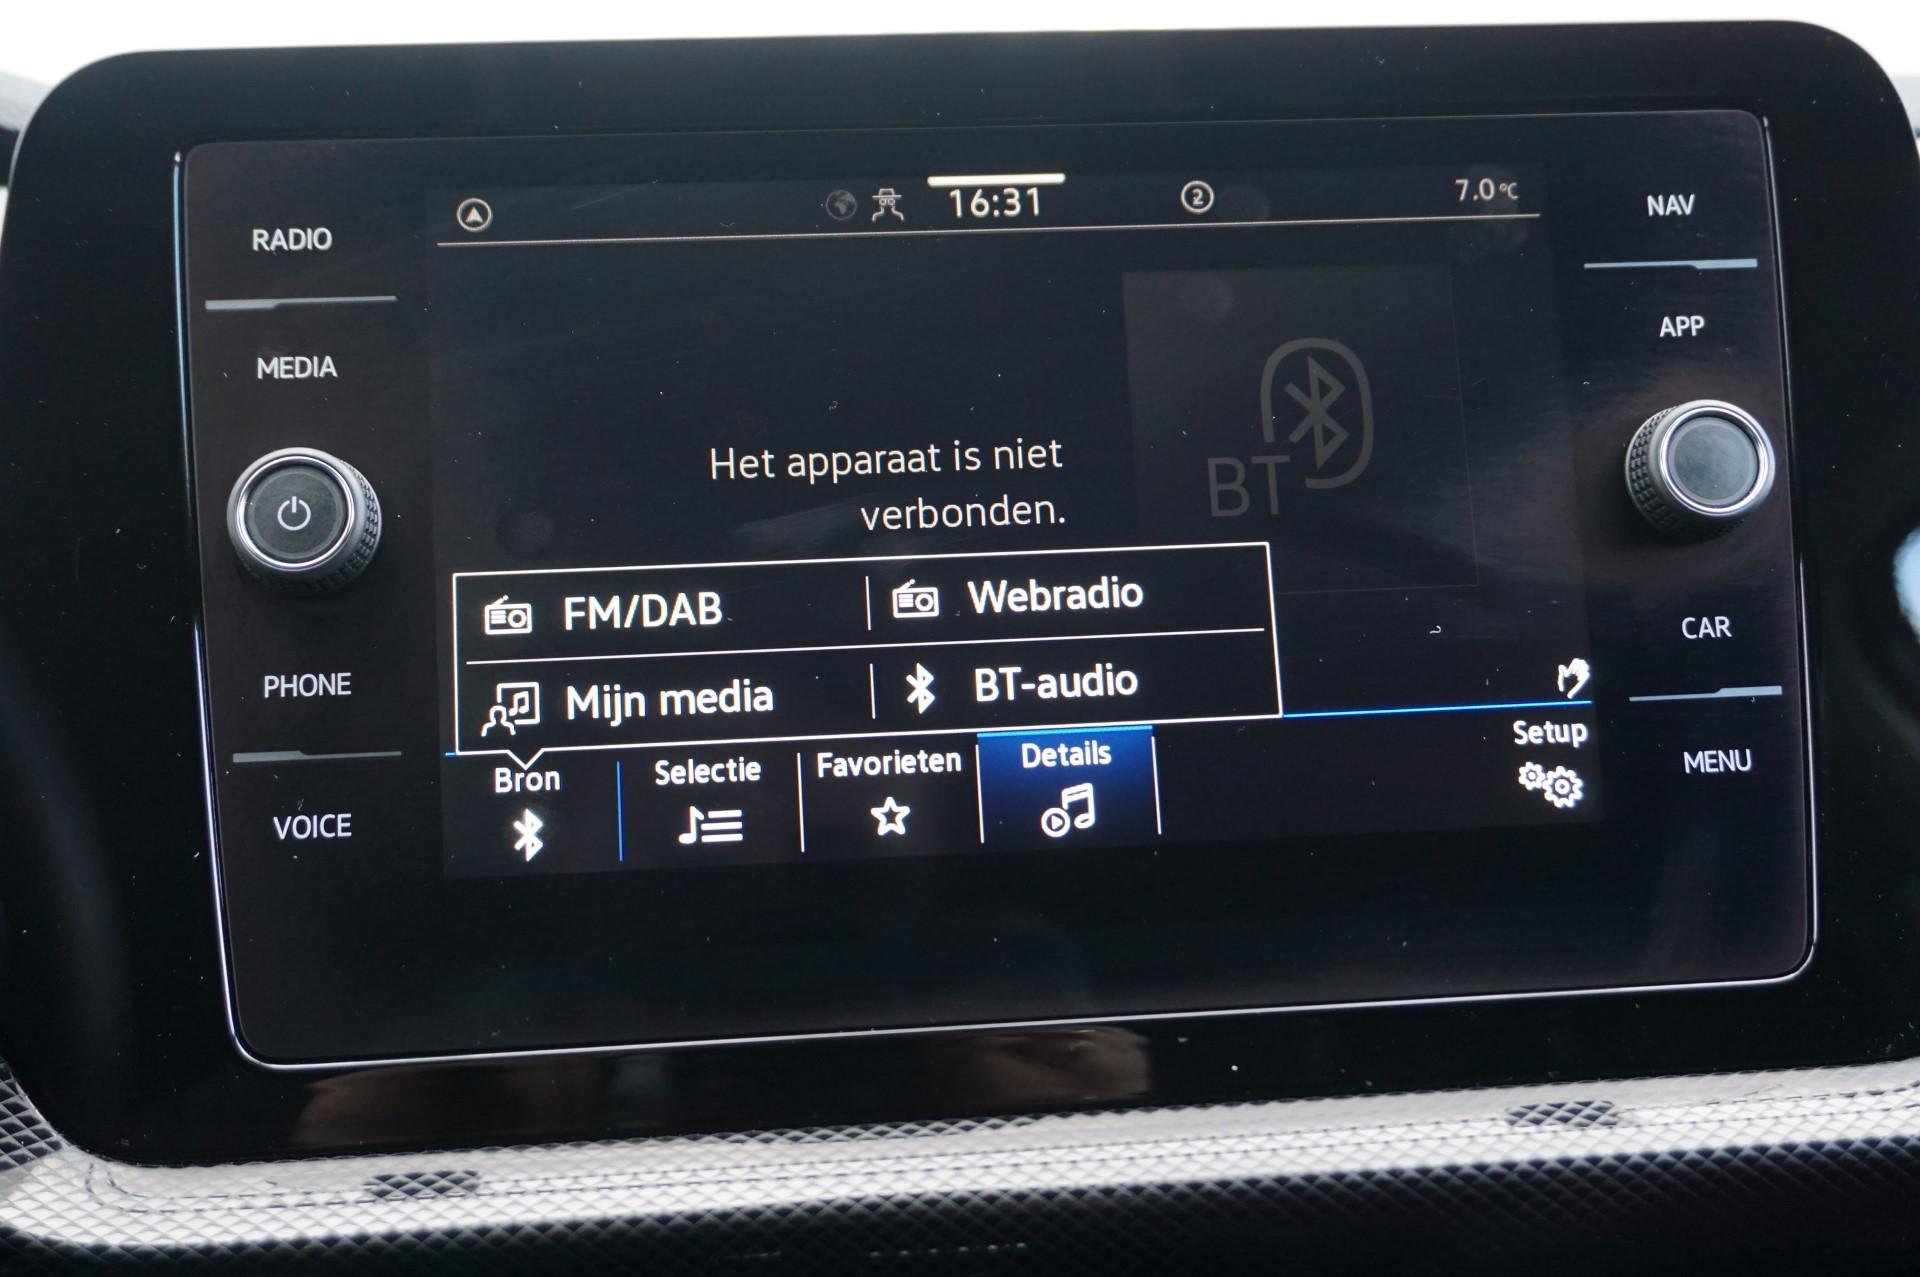 16:31
2
7.0 °C
RADIO
NAV
MEDIA
APP
Het apparaat is niet
verbonden.
BT
FM/DAB
Webradio
Mijn media
BT-audio
PHONE
CAR
Bron
Selectie
Favorieten
Details
Setup
VOICE
MENU